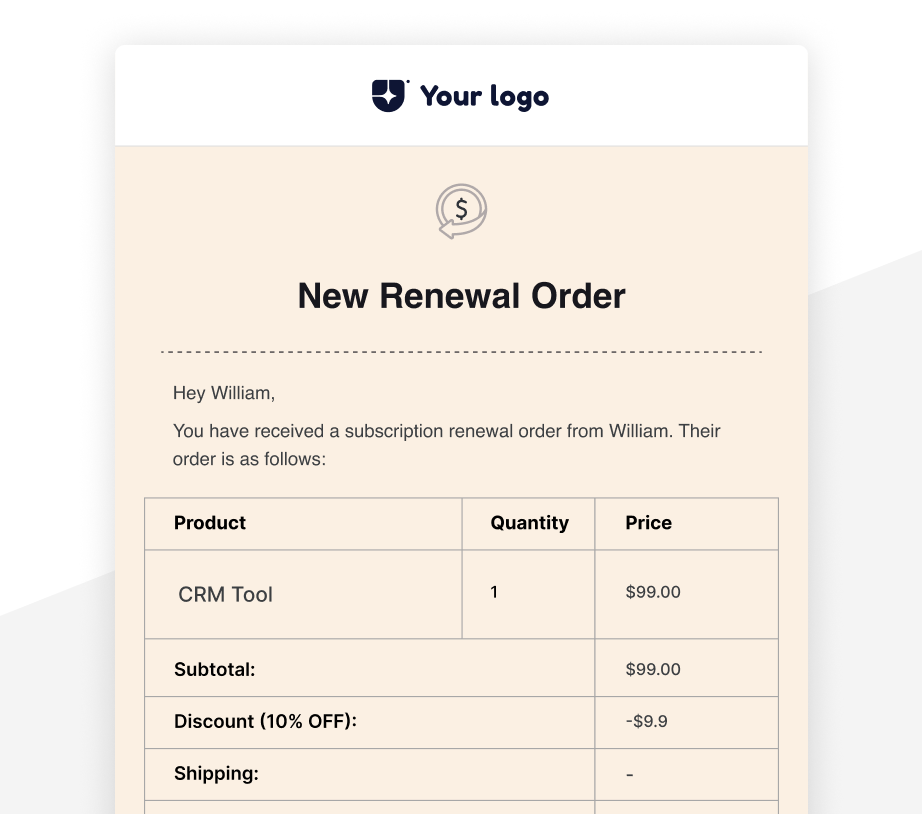 Your logo
$
New Renewal Order
Hey William,
You have received a subscription renewal order from William. Their
order is as follows:
Product Quantity Price
CRM Tool 1 $99.00
Subtotal: $99.00
Discount (10% OFF): -$9.9
Shipping: -